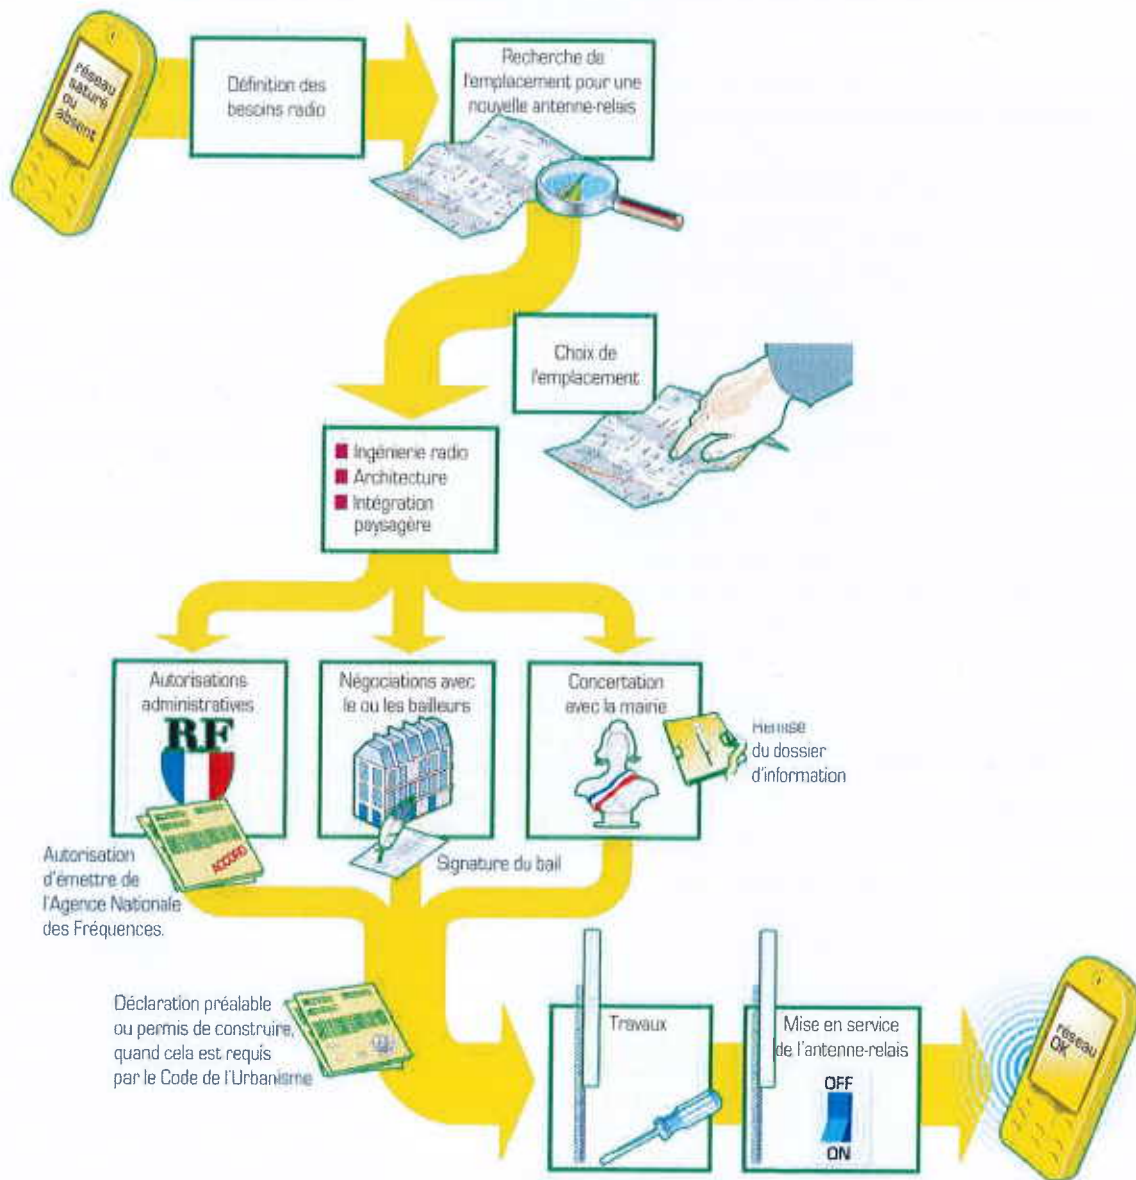 réseau
saturé
ou
absent
Définition des
besoins radio
Recherche de
l'emplacement pour une
nouvelle antenne-relais
Choix de
l'emplacement
Ingénierie radio
Architecture
Intégration
paysagère
Autorisations
administratives
RF
ACCORD
Autorisation
d'émettre de
l'Agence Nationale
des Fréquences.
Négociations avec
le ou les bailleurs
Signature du bail
Concertation
avec la mairie
Remise
du dossier
d'information
Déclaration préalable
ou permis de construire,
quand cela est requis
par le Code de l'Urbanisme
Travaux
Mise en service
de l'antenne-relais
OFF
ON
reseau
OK